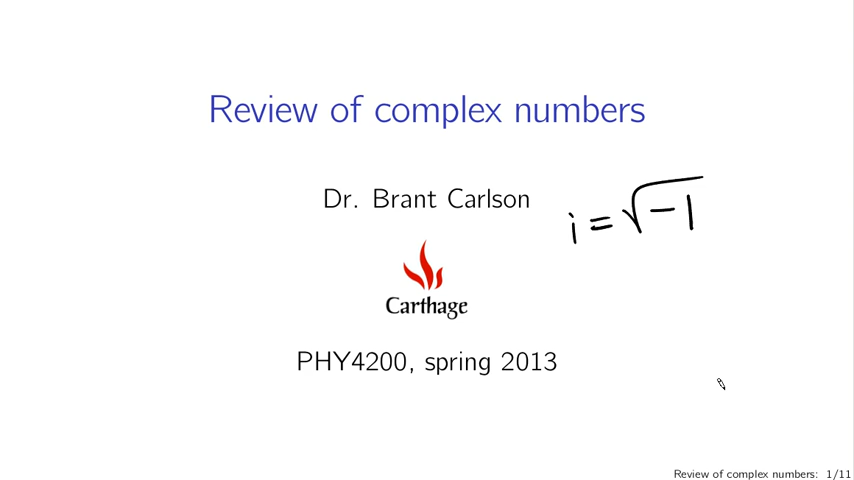 Review of complex numbers
Dr. Brant Carlson
i = √-1
Carthage
PHY4200, spring 2013
Review of complex numbers: 1/11